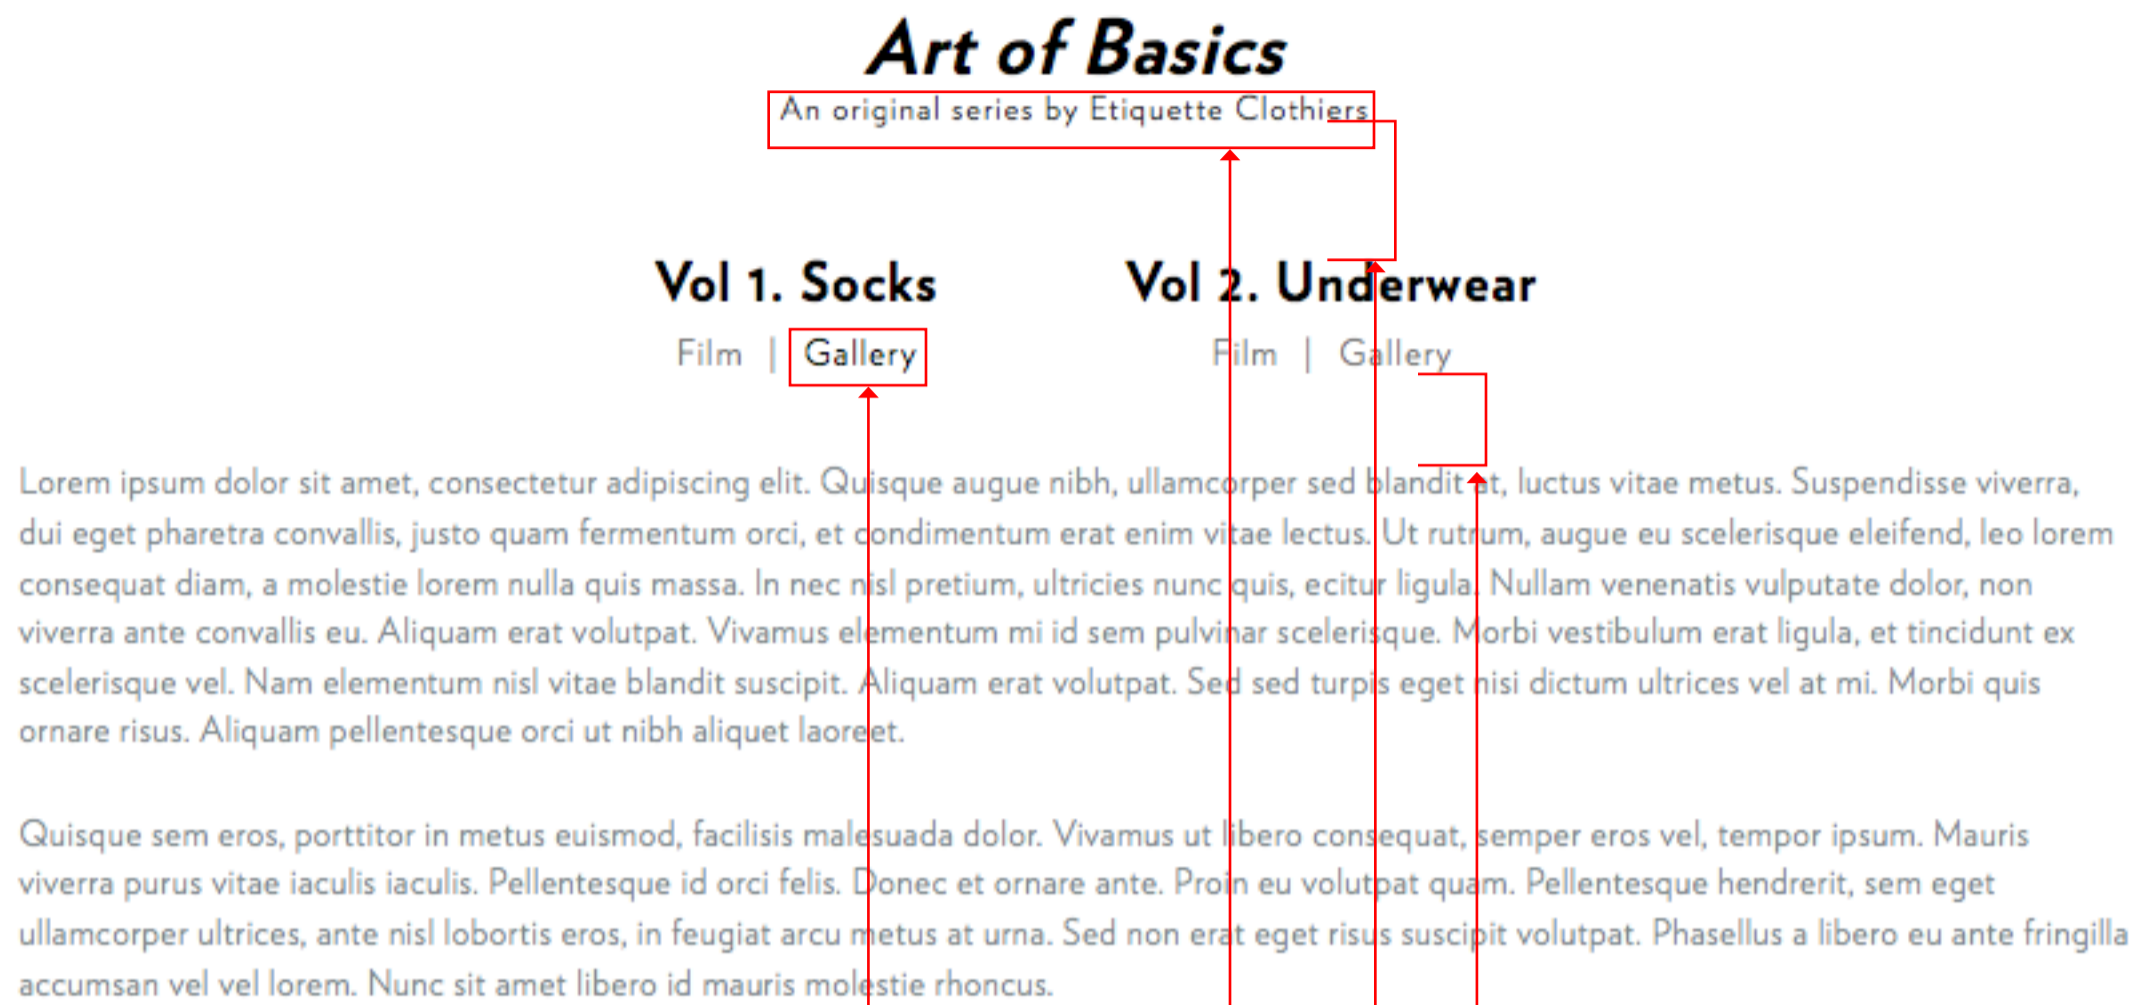 Art of Basics
An original series by Etiquette Clothiers
Vol 1. Socks Vol 2. Underwear
Film | Gallery Film | Gallery
Lorem ipsum dolor sit amet, consectetur adipiscing elit. Quisque augue nibh, ullamcorper sed blandit at, luctus vitae metus. Suspendisse viverra,
dui eget pharetra convallis, justo quam fermentum orci, et condimentum erat enim vitae lectus. Ut rutrum, augue eu scelerisque eleifend, leo lorem
consequat diam, a molestie lorem nulla quis massa. In nec nisl pretium, ultricies nunc quis, ecitur ligula. Nullam venenatis vulputate dolor, non
viverra ante convallis eu. Aliquam erat volutpat. Vivamus elementum mi id sem pulvinar scelerisque. Morbi vestibulum erat ligula, et tincidunt ex
scelerisque vel. Nam elementum nisl vitae blandit suscipit. Aliquam erat volutpat. Sed sed turpis eget nisi dictum ultrices vel at mi. Morbi quis
ornare risus. Aliquam pellentesque orci ut nibh aliquet laoreet.
Quisque sem eros, porttitor in metus euismod, facilisis malesuada dolor. Vivamus ut libero consequat, semper eros vel, tempor ipsum. Mauris
viverra purus vitae iaculis iaculis. Pellentesque id orci felis. Donec et ornare ante. Proin eu volutpat quam. Pellentesque hendrerit, sem eget
ullamcorper ultrices, ante nisl lobortis eros, in feugiat arcu metus at urna. Sed non erat eget risus suscipit volutpat. Phasellus a libero eu ante fringilla
accumsan vel vel lorem. Nunc sit amet libero id mauris molestie rhoncus.